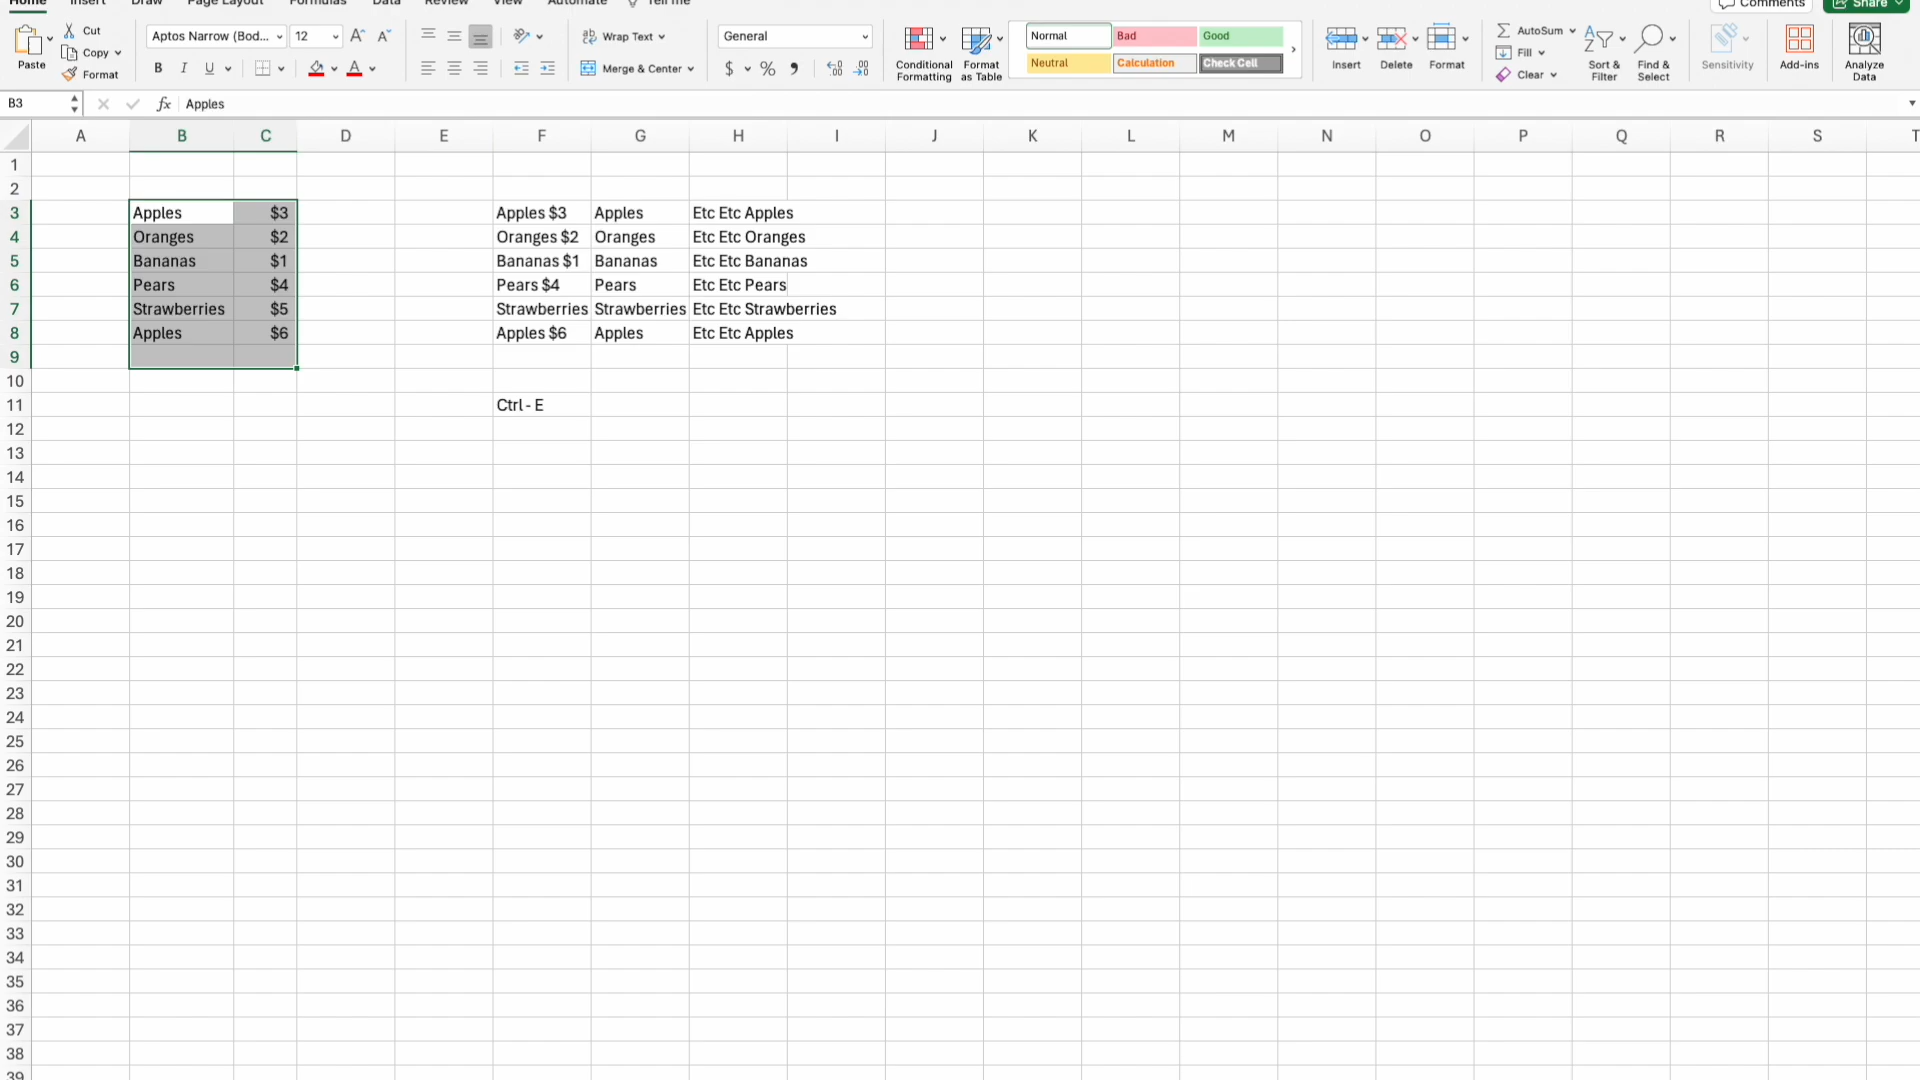 Home Insert Draw Page Layout Formulas Data Review View Automate Tell me Comments Share
Paste
Cut
Copy
Format
Aptos Narrow (Bod... 12 A A
B I U A
ab Wrap Text
Merge & Center
General
$ % ,
Conditional Formatting
Format as Table
Normal Bad Good
Neutral Calculation Check Cell
Insert Delete Format
AutoSum
Fill
Clear
Sort & Filter
Find & Select
Sensitivity
Add-ins
Analyze Data
B3 fx Apples
A B C D E F G H I J K L M N O P Q R S T
1
2
3 Apples $3 Apples $3 Apples Etc Etc Apples
4 Oranges $2 Oranges $2 Oranges Etc Etc Oranges
5 Bananas $1 Bananas $1 Bananas Etc Etc Bananas
6 Pears $4 Pears $4 Pears Etc Etc Pears
7 Strawberries $5 Strawberries Strawberries Etc Etc Strawberries
8 Apples $6 Apples $6 Apples Etc Etc Apples
9
10
11 Ctrl - E
12
13
14
15
16
17
18
19
20
21
22
23
24
25
26
27
28
29
30
31
32
33
34
35
36
37
38
39